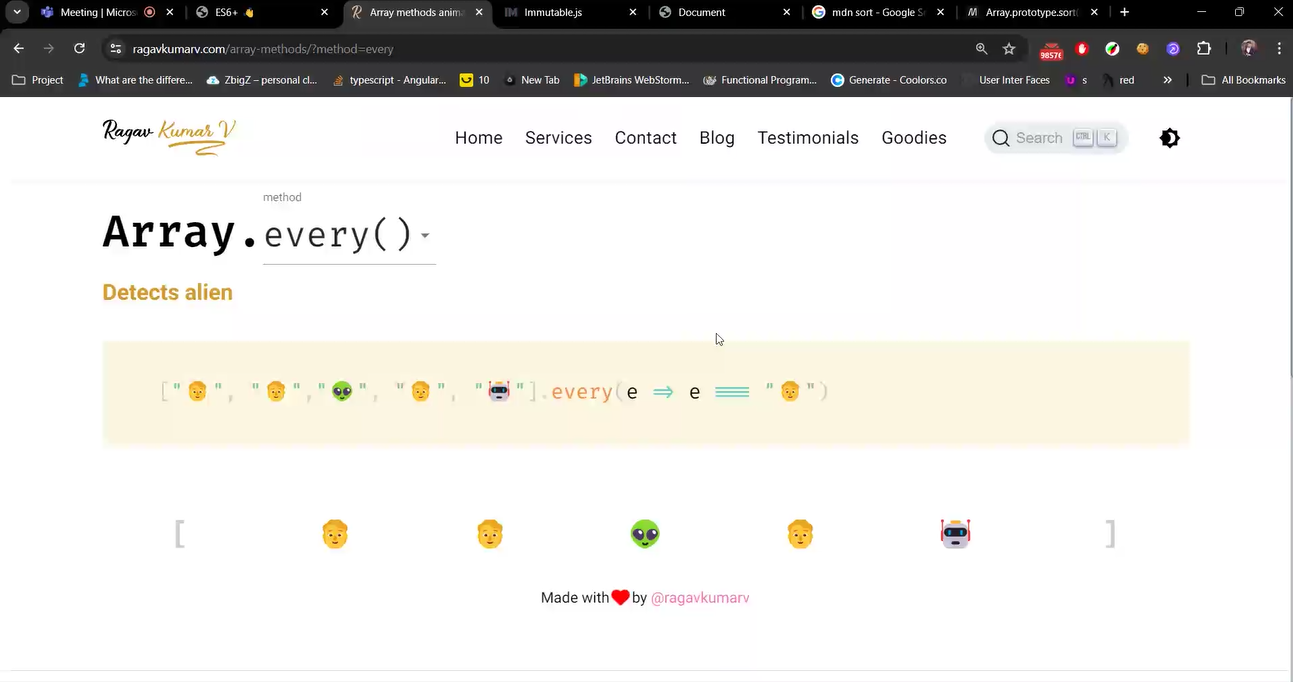 Meeting | Micros
ES6+ 👋
Array methods anima
Immutable.js
Document
mdn sort - Google Se
Array.prototype.sort(
ragavkumarv.com/array-methods/?method=every
9857€
Project
What are the differe...
ZbigZ – personal cl...
typescript - Angular...
10
New Tab
JetBrains WebStorm...
Functional Program...
Generate - Coolors.co
User Inter Faces
s
red
All Bookmarks
Ragav Kumar V
Home
Services
Contact
Blog
Testimonials
Goodies
Search
CTRL
K
method
Array.every()
Detects alien
["🧑", "🧑","👽", "🧑", "🤖"].every(e => e === "🧑")
[ 🧑 🧑 👽 🧑 🤖 ]
Made with❤️by @ragavkumarv